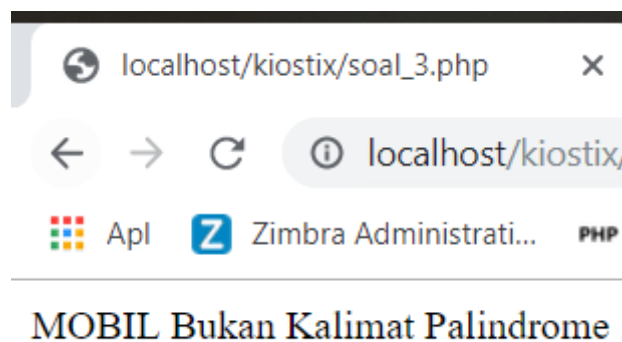 localhost/kiostix/soal_3.php
localhost/kiostix/
Apl Z Zimbra Administrati... PHP
MOBIL Bukan Kalimat Palindrome